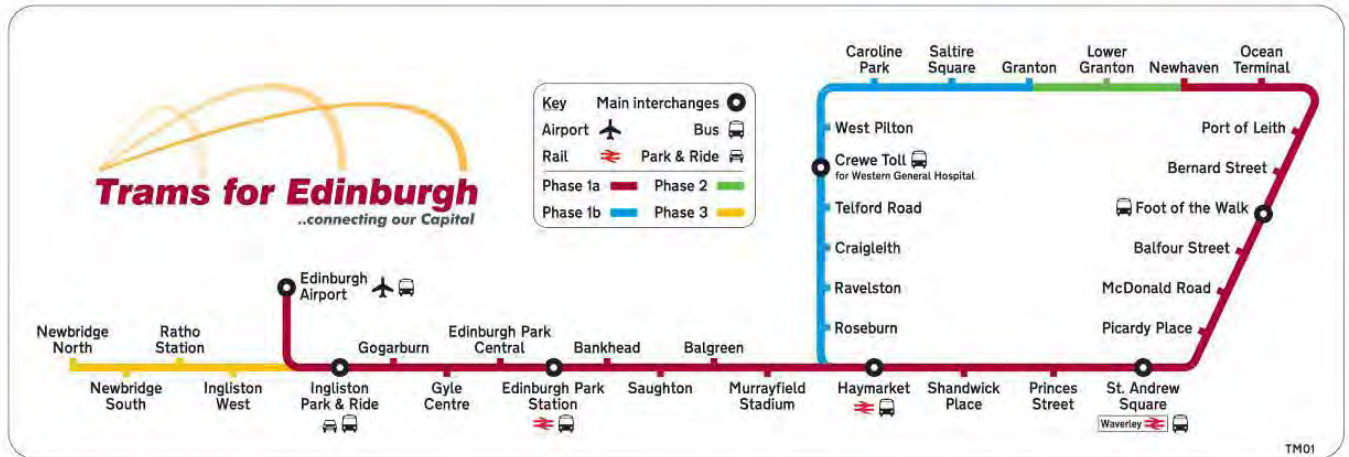 Trams for Edinburgh
..connecting our Capital
Key
Main interchanges
Airport
Bus
Rail
Park & Ride
Phase 1a
Phase 2
Phase 1b
Phase 3
Caroline
Park
Saltire
Square
Granton
Lower
Granton
Newhaven
Ocean
Terminal
West Pilton
Crewe Toll
for Western General Hospital
Telford Road
Craigleith
Ravelston
Roseburn
Port of Leith
Bernard Street
Foot of the Walk
Balfour Street
McDonald Road
Picardy Place
Edinburgh
Airport
Newbridge
North
Newbridge
South
Ratho
Station
Ingliston
West
Ingliston
Park & Ride
Gogarburn
Gyle
Centre
Edinburgh Park
Central
Edinburgh Park
Station
Bankhead
Saughton
Balgreen
Murrayfield
Stadium
Haymarket
Shandwick
Place
Princes
Street
St. Andrew
Square
Waverley
TM01